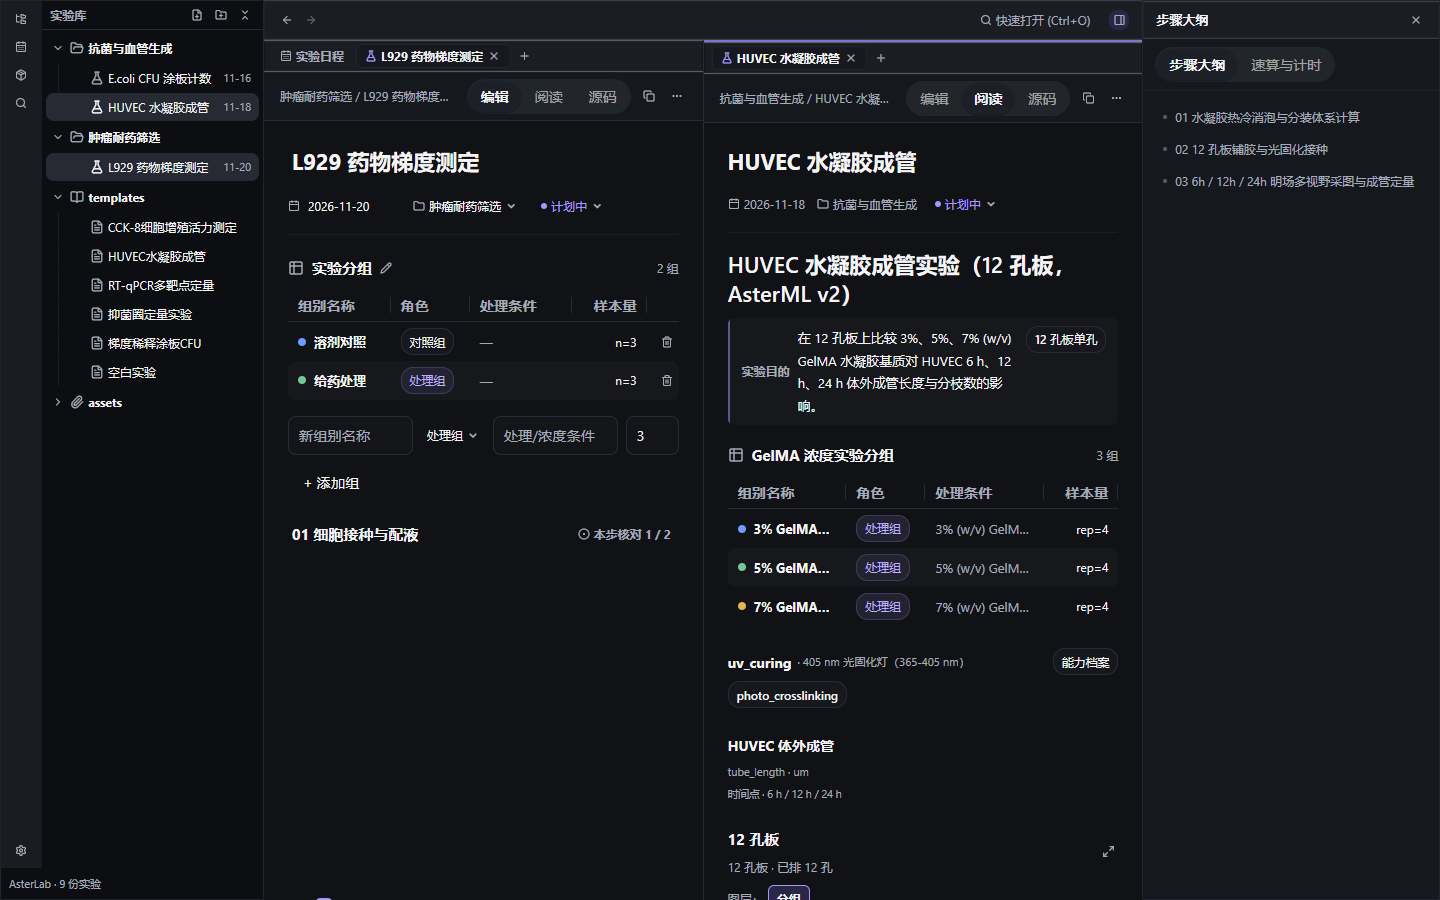 实验库
快速打开 (Ctrl+O)
步骤大纲
抗菌与血管生成
E.coli CFU 涂板计数 11-16
HUVEC 水凝胶成管 11-18
肿瘤耐药筛选
L929 药物梯度测定 11-20
templates
CCK-8细胞增殖活力测定
HUVEC水凝胶成管
RT-qPCR多靶点定量
抑菌圈定量实验
梯度稀释涂板CFU
空白实验
assets
AsterLab · 9 份实验
实验日程
L929 药物梯度测定
肿瘤耐药筛选 / L929 药物梯度...
编辑 阅读 源码
L929 药物梯度测定
2026-11-20 肿瘤耐药筛选 计划中
实验分组 2 组
组别名称 角色 处理条件 样本量
溶剂对照 对照组 — n=3
给药处理 处理组 — n=3
新组别名称 处理组 处理/浓度条件 3
+ 添加组
01 细胞接种与配液 本步核对 1 / 2
HUVEC 水凝胶成管
抗菌与血管生成 / HUVEC 水凝...
编辑 阅读 源码
HUVEC 水凝胶成管
2026-11-18 抗菌与血管生成 计划中
HUVEC 水凝胶成管实验（12 孔板，
AsterML v2）
实验目的
在 12 孔板上比较 3%、5%、7% (w/v)
GelMA 水凝胶基质对 HUVEC 6 h、12
h、24 h 体外成管长度与分枝数的影
响。
12 孔板单孔
GelMA 浓度实验分组 3 组
组别名称 角色 处理条件 样本量
3% GelMA... 处理组 3% (w/v) GelM... rep=4
5% GelMA... 处理组 5% (w/v) GelM... rep=4
7% GelMA... 处理组 7% (w/v) GelM... rep=4
uv_curing · 405 nm 光固化灯（365-405 nm） 能力档案
photo_crosslinking
HUVEC 体外成管
tube_length · um
时间点 · 6 h / 12 h / 24 h
12 孔板
12 孔板 · 已排 12 孔
图层： 分组
步骤大纲 速算与计时
01 水凝胶热冷消泡与分装体系计算
02 12 孔板铺胶与光固化接种
03 6h / 12h / 24h 明场多视野采图与成管定量